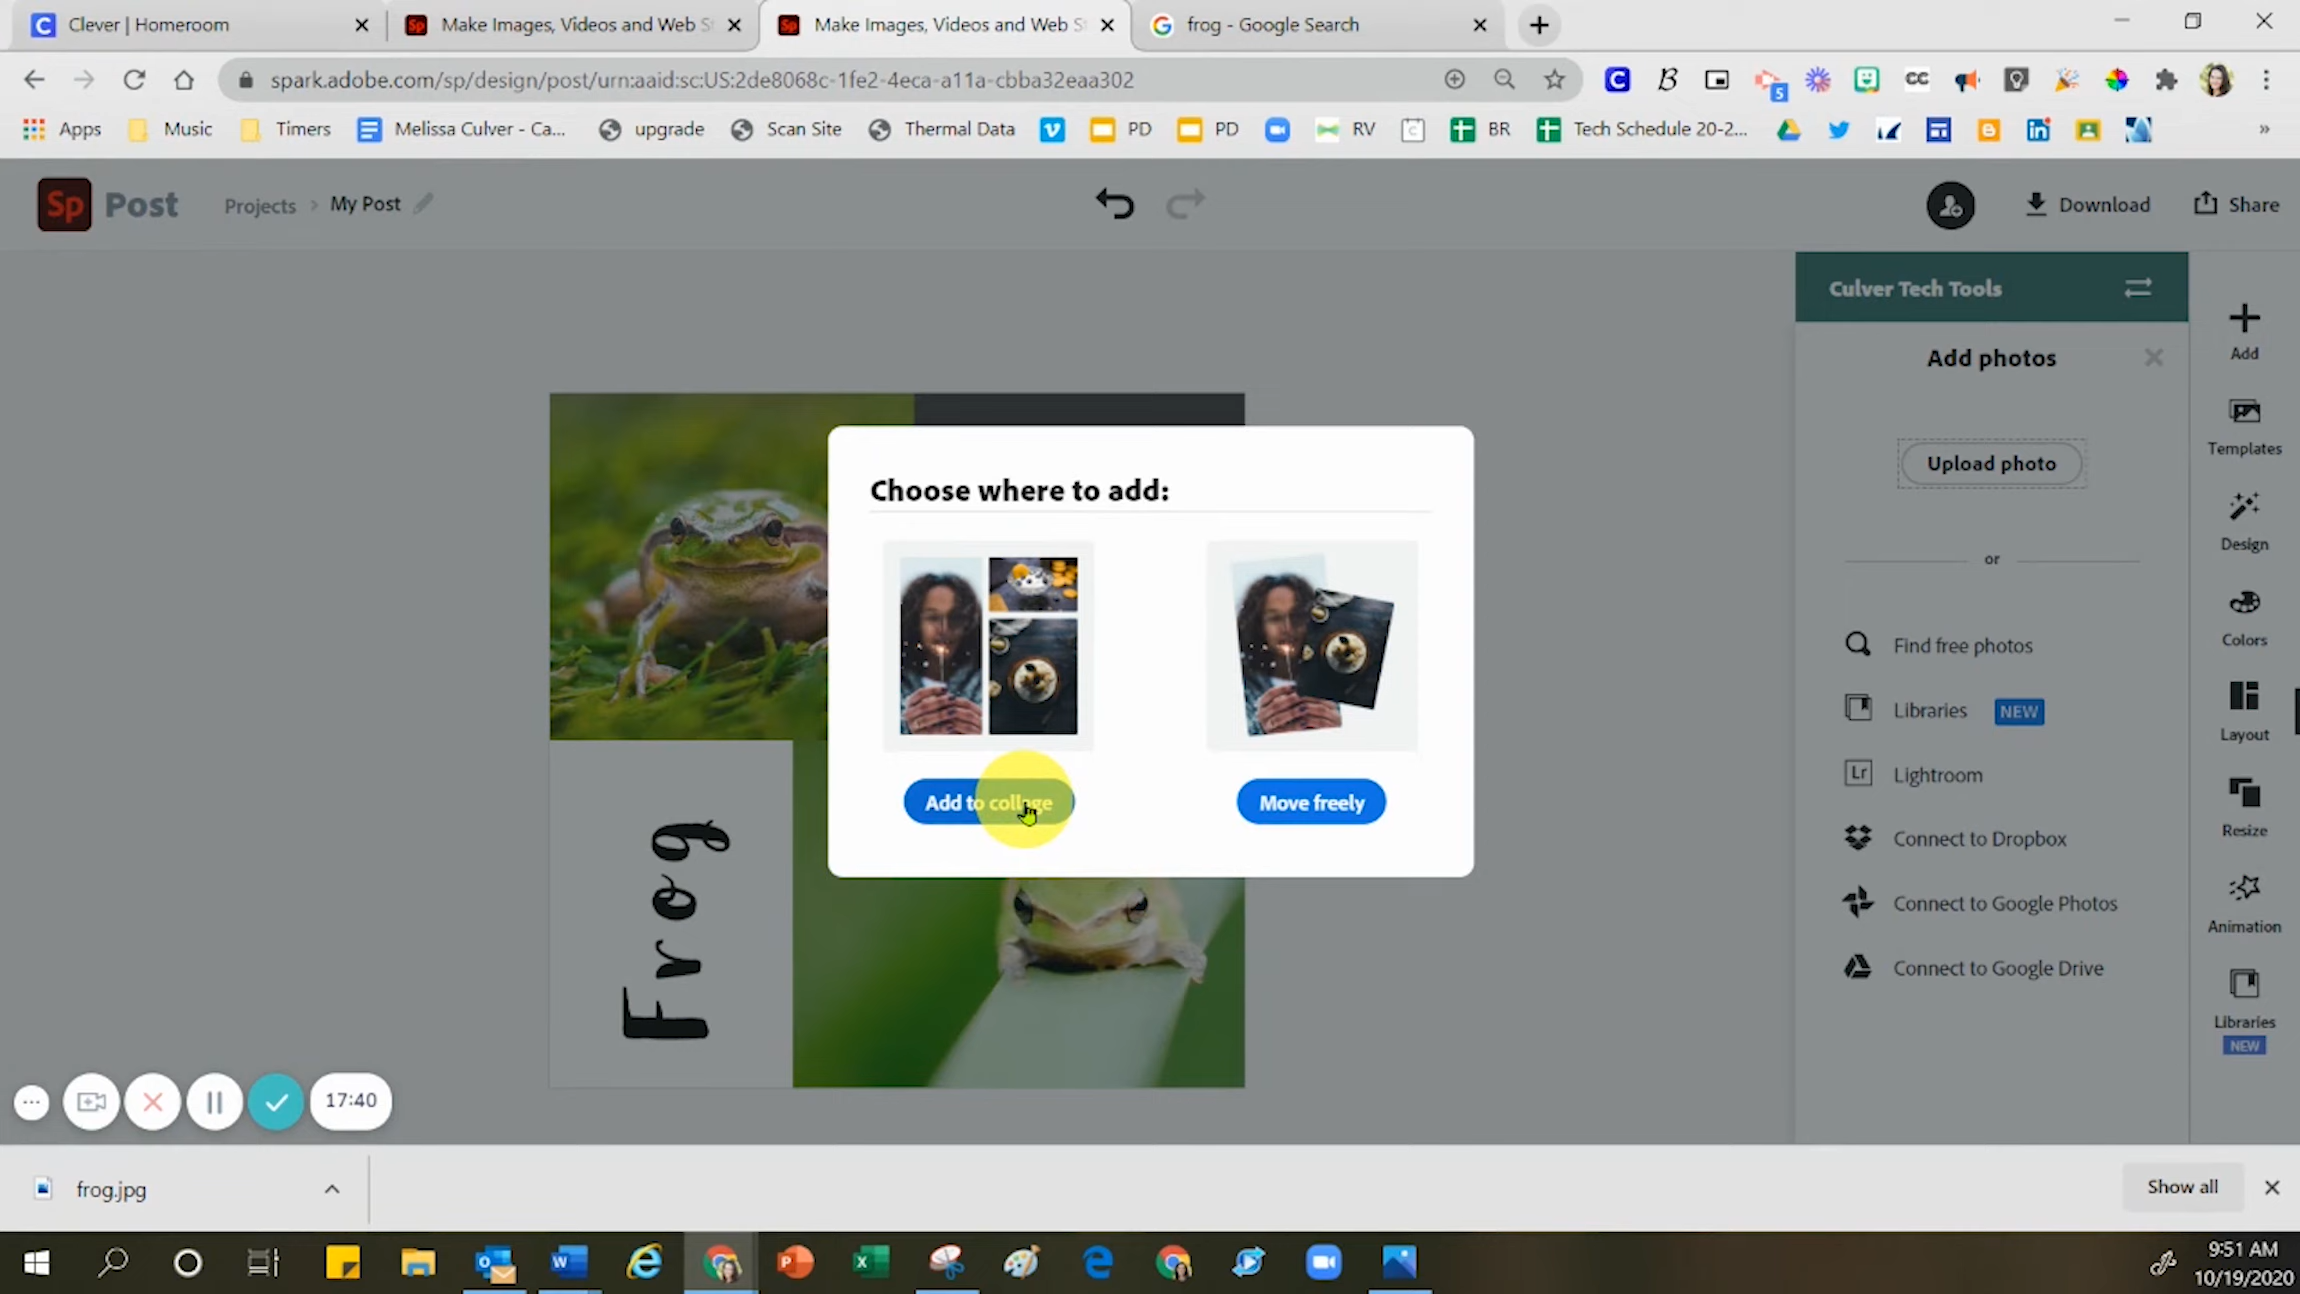 Clever | Homeroom
Make Images, Videos and Web S
Make Images, Videos and Web S
frog - Google Search
spark.adobe.com/sp/design/post/urn:aaid:sc:US:2de8068c-1fe2-4eca-a11a-cbba32eaa302
CC
5
Apps
Music
Timers
Melissa Culver - Ca...
upgrade
Scan Site
Thermal Data
PD
PD
RV
BR
Tech Schedule 20-2...
»
Sp Post
Projects > My Post
Download
Share
Culver Tech Tools
Add photos
Upload photo
or
Find free photos
Libraries NEW
Lr Lightroom
Connect to Dropbox
Connect to Google Photos
Connect to Google Drive
Add
Templates
Design
Colors
Layout
Resize
Animation
Libraries
NEW
Choose where to add:
Add to collage
Move freely
Frog
17:40
frog.jpg
Show all
9:51 AM
10/19/2020